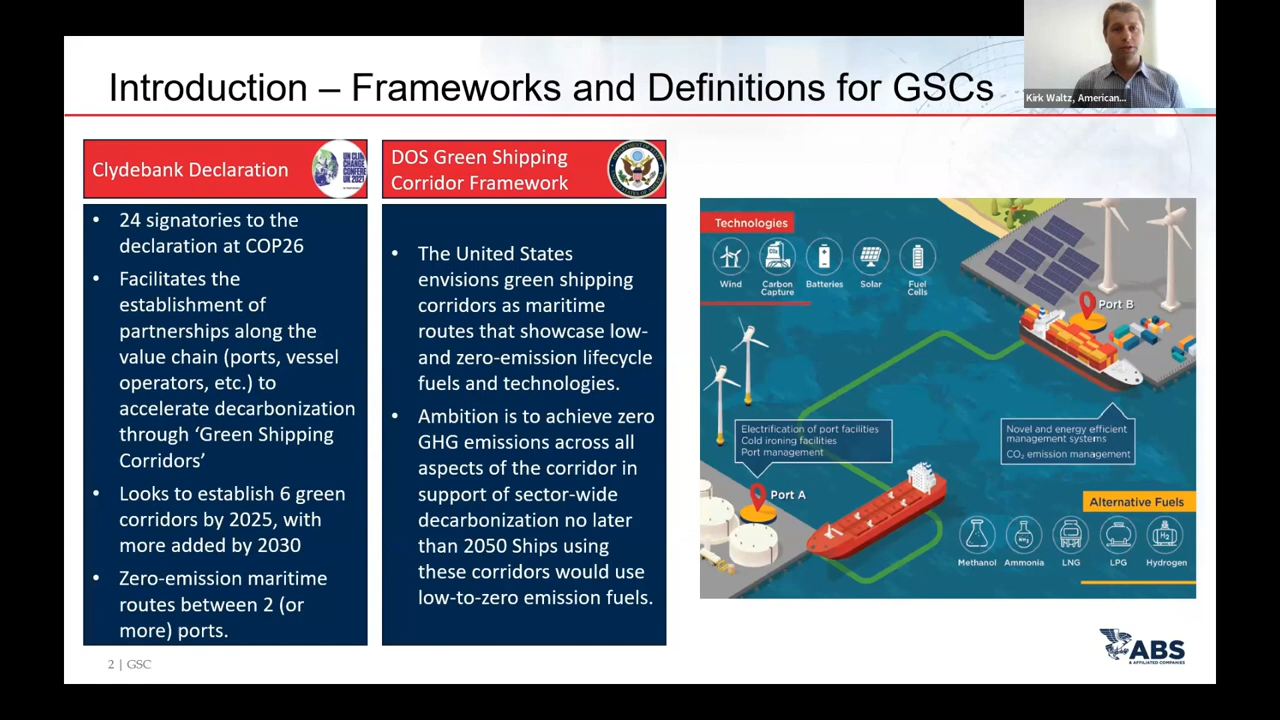 Introduction – Frameworks and Definitions for GSCs
Kirk Waltz, American...
Clydebank Declaration
UN CLIM
CHANGE
CONFERE
UK 2021
• 24 signatories to the
declaration at COP26
• Facilitates the
establishment of
partnerships along the
value chain (ports, vessel
operators, etc.) to
accelerate decarbonization
through ‘Green Shipping
Corridors’
• Looks to establish 6 green
corridors by 2025, with
more added by 2030
• Zero-emission maritime
routes between 2 (or
more) ports.
DOS Green Shipping
Corridor Framework
• The United States
envisions green shipping
corridors as maritime
routes that showcase low-
and zero-emission lifecycle
fuels and technologies.
• Ambition is to achieve zero
GHG emissions across all
aspects of the corridor in
support of sector-wide
decarbonization no later
than 2050 Ships using
these corridors would use
low-to-zero emission fuels.
Technologies
Wind
Carbon
Capture
Batteries
Solar
Fuel
Cells
Port B
Electrification of port facilities
Cold ironing facilities
Port management
Novel and energy efficient
management systems
CO₂ emission management
Port A
Alternative Fuels
NH₃
H₂
Methanol
Ammonia
LNG
LPG
Hydrogen
2 | GSC
ABS
& AFFILIATED COMPANIES